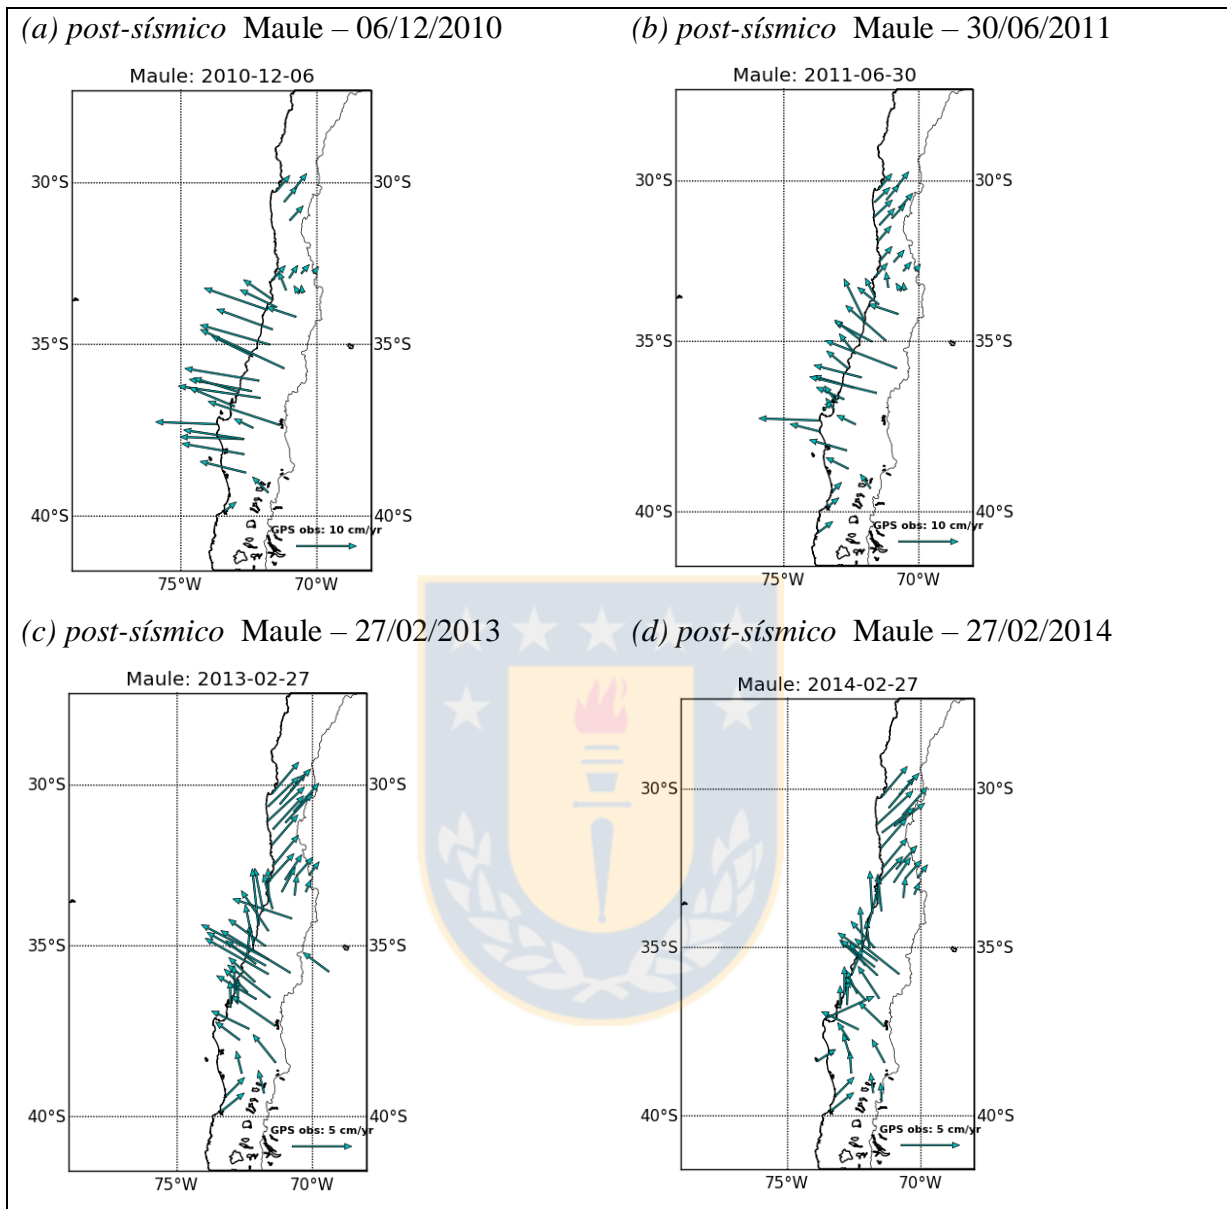 (a) post-sísmico Maule – 06/12/2010
(b) post-sísmico Maule – 30/06/2011
Maule: 2010-12-06
Maule: 2011-06-30
30°S
30°S
30°S
30°S
35°S
35°S
35°S
35°S
40°S
40°S
40°S
40°S
GPS obs: 10 cm/yr
GPS obs: 10 cm/yr
75°W
70°W
75°W
70°W
(c) post-sísmico Maule – 27/02/2013
(d) post-sísmico Maule – 27/02/2014
Maule: 2013-02-27
Maule: 2014-02-27
30°S
30°S
30°S
30°S
35°S
35°S
35°S
35°S
40°S
40°S
40°S
40°S
GPS obs: 5 cm/yr
GPS obs: 5 cm/yr
75°W
70°W
75°W
70°W